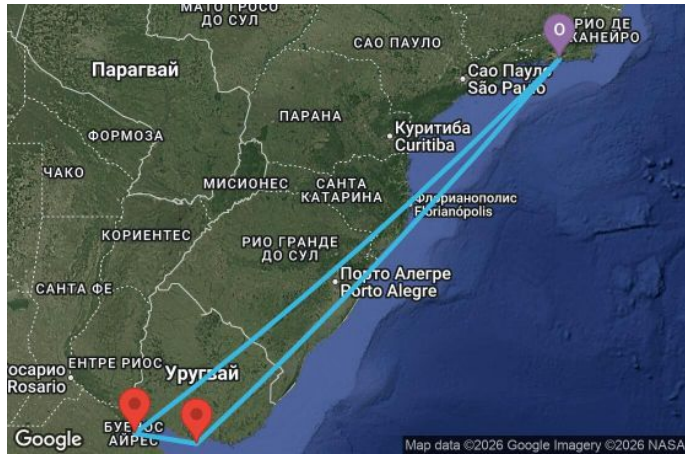 МАТО ГРОСО
ДО СУЛ
О
РИО ДЕ
ЖАНЕЙРО
САО ПАУЛО
Парагвай
Сао Пауло
São Paulo
ПАРАНА
ФОРМОЗА
Куритиба
Curitiba
ЧАКО
МИСИОНЕС
САНТА
КАТАРИНА
Флорианополис
Florianópolis
КОРИЕНТЕС
РИО ГРАНДЕ
ДО СУЛ
Порто Алегре
Porto Alegre
САНТА ФЕ
ЕНТРЕ РИОС
осарио
Rosario
Уругвай
БУЕНОС
АЙРЕС
Google
Map data ©2026 Google Imagery ©2026 NASA